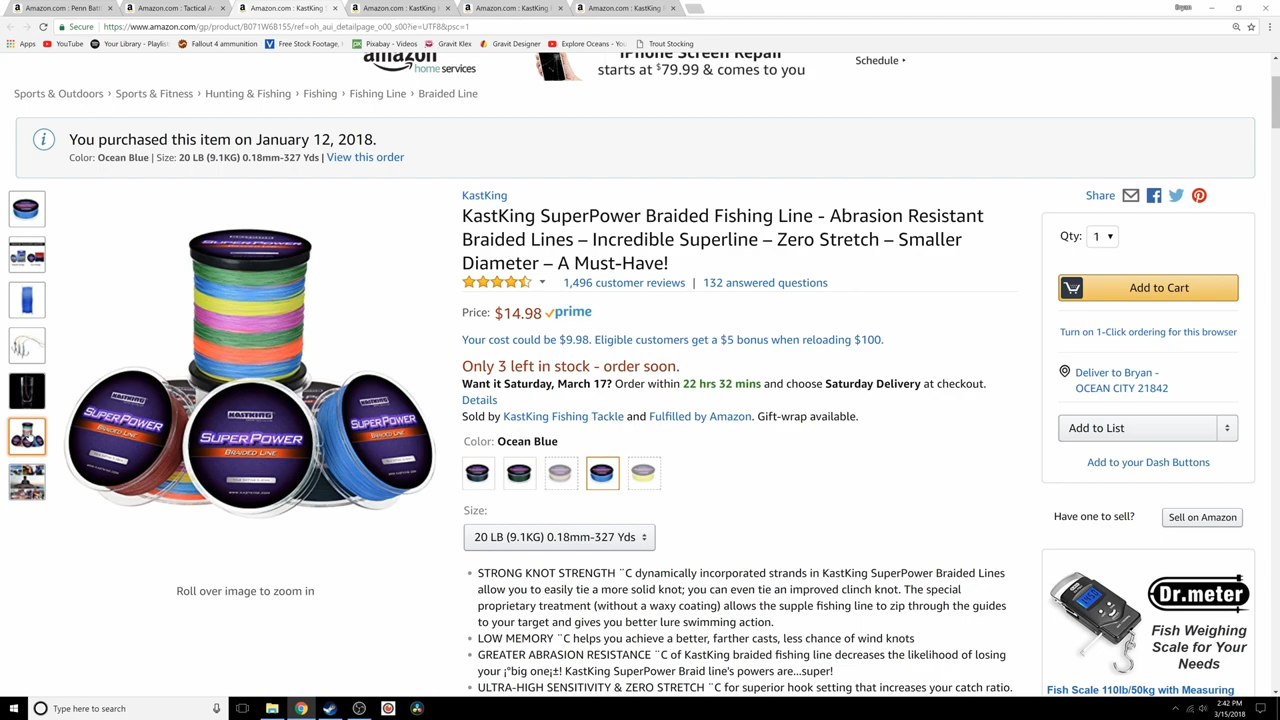 Amazon.com : Penn Batt
Amazon.com : Tactical A
Amazon.com : KastKing
Amazon.com : KastKing
Amazon.com : KastKing F
Amazon.com : KastKing F
Bryan
Secure
https://www.amazon.com/gp/product/B071W6B155/ref=oh_aui_detailpage_o00_s00?ie=UTF8&psc=1
Apps YouTube Your Library - Playlist Fallout 4 ammunition Free Stock Footage, Pixabay - Videos Gravit Klex Gravit Designer Explore Oceans - You Trout Stocking
amazon
home services
iPhone Screen Repair
starts at $79.99 & comes to you
Schedule ▸
Sports & Outdoors › Sports & Fitness › Hunting & Fishing › Fishing › Fishing Line › Braided Line
You purchased this item on January 12, 2018.
Color: Ocean Blue | Size: 20 LB (9.1KG) 0.18mm-327 Yds | View this order
KastKing
Share
KastKing SuperPower Braided Fishing Line - Abrasion Resistant
Braided Lines – Incredible Superline – Zero Stretch – Smaller
Diameter – A Must-Have!
1,496 customer reviews | 132 answered questions
Price: $14.98 prime
Your cost could be $9.98. Eligible customers get a $5 bonus when reloading $100.
Only 3 left in stock - order soon.
Want it Saturday, March 17? Order within 22 hrs 32 mins and choose Saturday Delivery at checkout.
Details
Sold by KastKing Fishing Tackle and Fulfilled by Amazon. Gift-wrap available.
Color: Ocean Blue
Size:
20 LB (9.1KG) 0.18mm-327 Yds
STRONG KNOT STRENGTH ¨C dynamically incorporated strands in KastKing SuperPower Braided Lines
allow you to easily tie a more solid knot; you can even tie an improved clinch knot. The special
proprietary treatment (without a waxy coating) allows the supple fishing line to zip through the guides
to your target and gives you better lure swimming action.
LOW MEMORY ¨C helps you achieve a better, farther casts, less chance of wind knots
GREATER ABRASION RESISTANCE ¨C of KastKing braided fishing line decreases the likelihood of losing
your ¡°big one¡±! KastKing SuperPower Braid line's powers are...super!
ULTRA-HIGH SENSITIVITY & ZERO STRETCH ¨C for superior hook setting that increases your catch ratio.
KASTKING
SUPERPOWER
BRAIDED LINE
KASTKING
SUPERPOWER
BRAIDED LINE
KASTKING
SUPERPOWER
BRAIDED LINE
Roll over image to zoom in
Qty: 1
Add to Cart
Turn on 1-Click ordering for this browser
Deliver to Bryan -
OCEAN CITY 21842
Add to List
Add to your Dash Buttons
Have one to sell?
Sell on Amazon
Dr.meter
Fish Weighing
Scale for Your
Needs
Fish Scale 110lb/50kg with Measuring
Type here to search
2:42 PM
3/15/2018